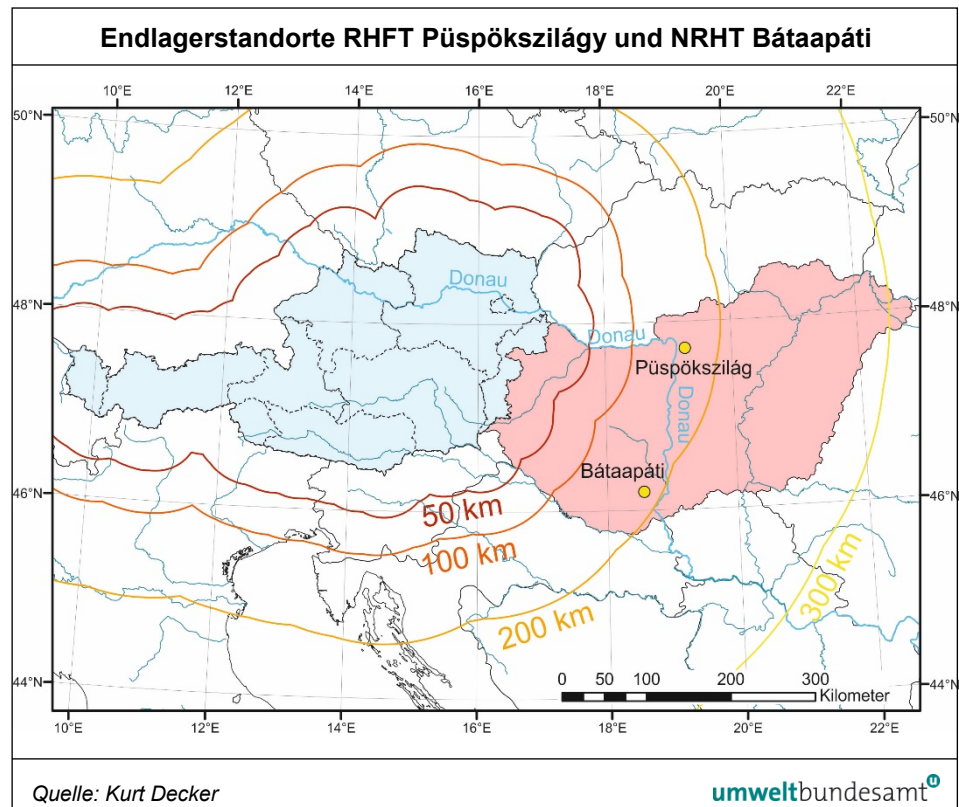 Endlagerstandorte RHFT Püspökszilágy und NRHT Bátaapáti
10°E 12°E 14°E 16°E 18°E 20°E 22°E
50°N 50°N
Donau
48°N 48°N
Donau
Püspökszilág
Donau
Bátaapáti
46°N 46°N
50 km
100 km
200 km
300 km
0 50 100 200 300
Kilometer
44°N 44°N
10°E 12°E 14°E 16°E 18°E 20°E 22°E
Quelle: Kurt Decker
umweltbundesamt u